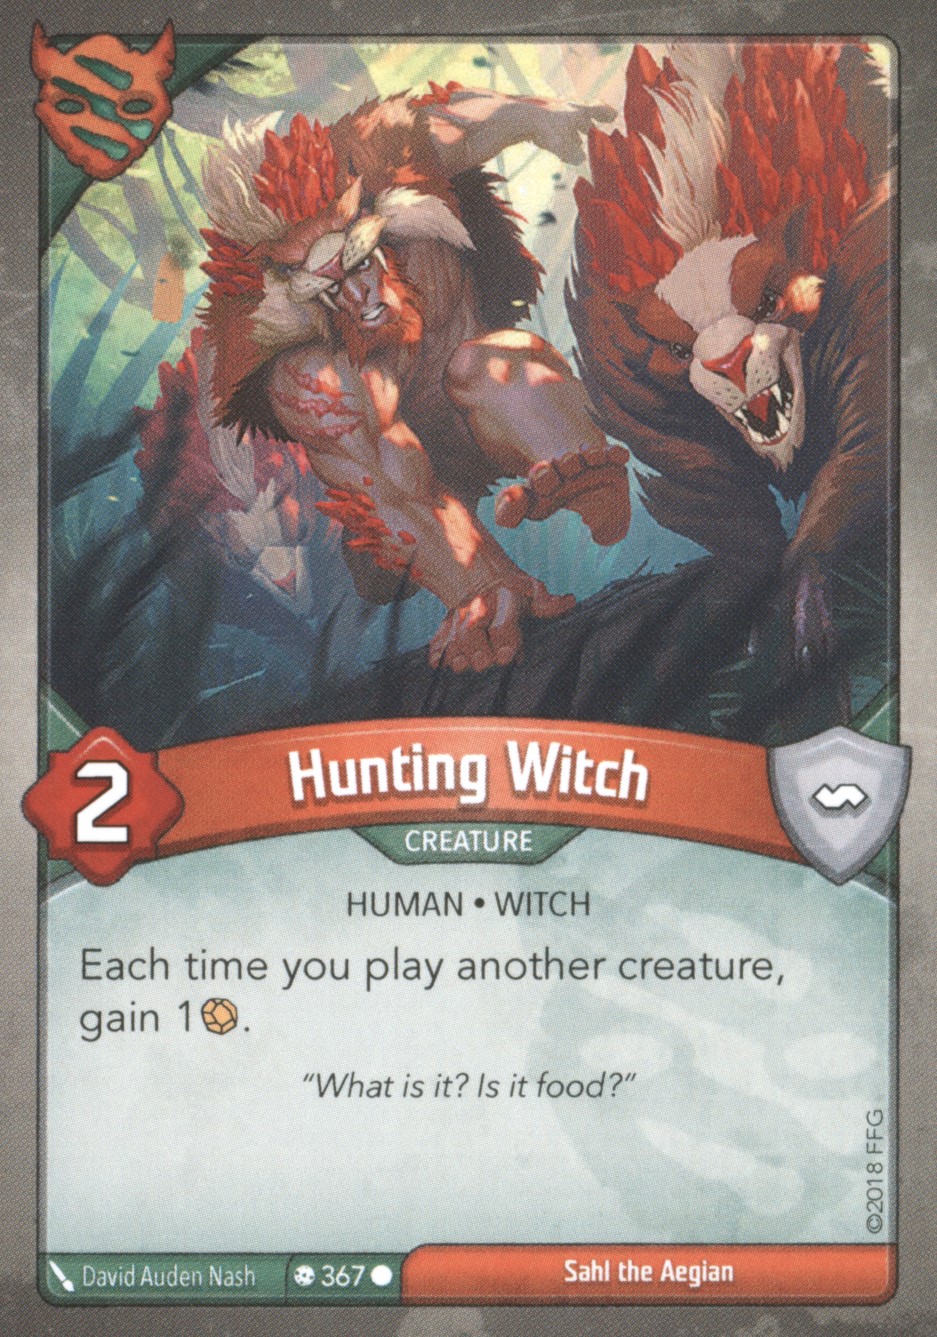 Hunting Witch
2
CREATURE
HUMAN • WITCH
Each time you play another creature,
gain 1.
“What is it? Is it food?”
©2018 FFG
David Auden Nash
367
Sahl the Aegian